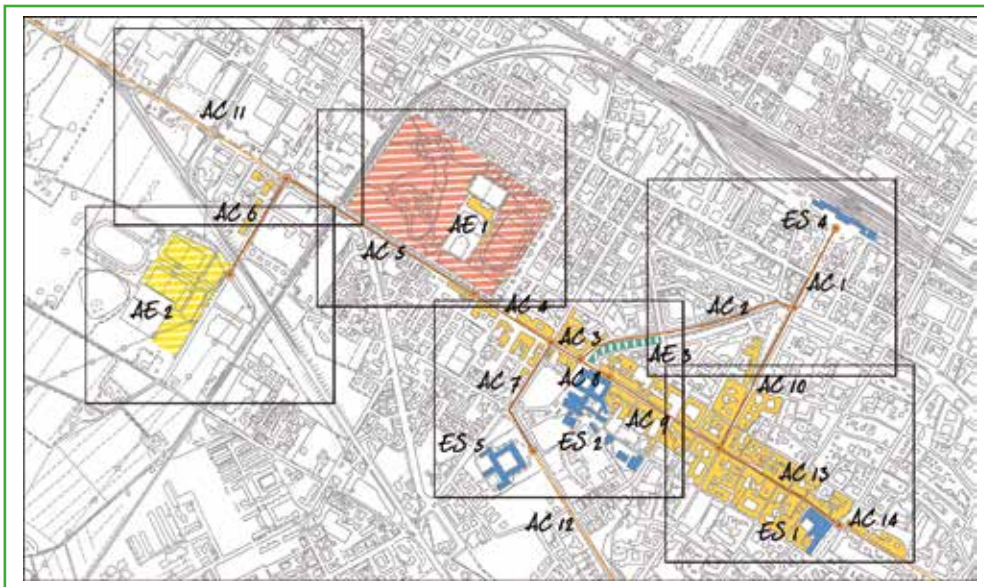 AC 11
AC 6
AE 1
ES 4
AC 5
AC 1
AE 2
AC 4
AC 2
AC 3
AE 3
AC 7
AC 8
AC 10
AC 9
ES 5
ES 2
AC 13
AC 12
ES 1
AC 14